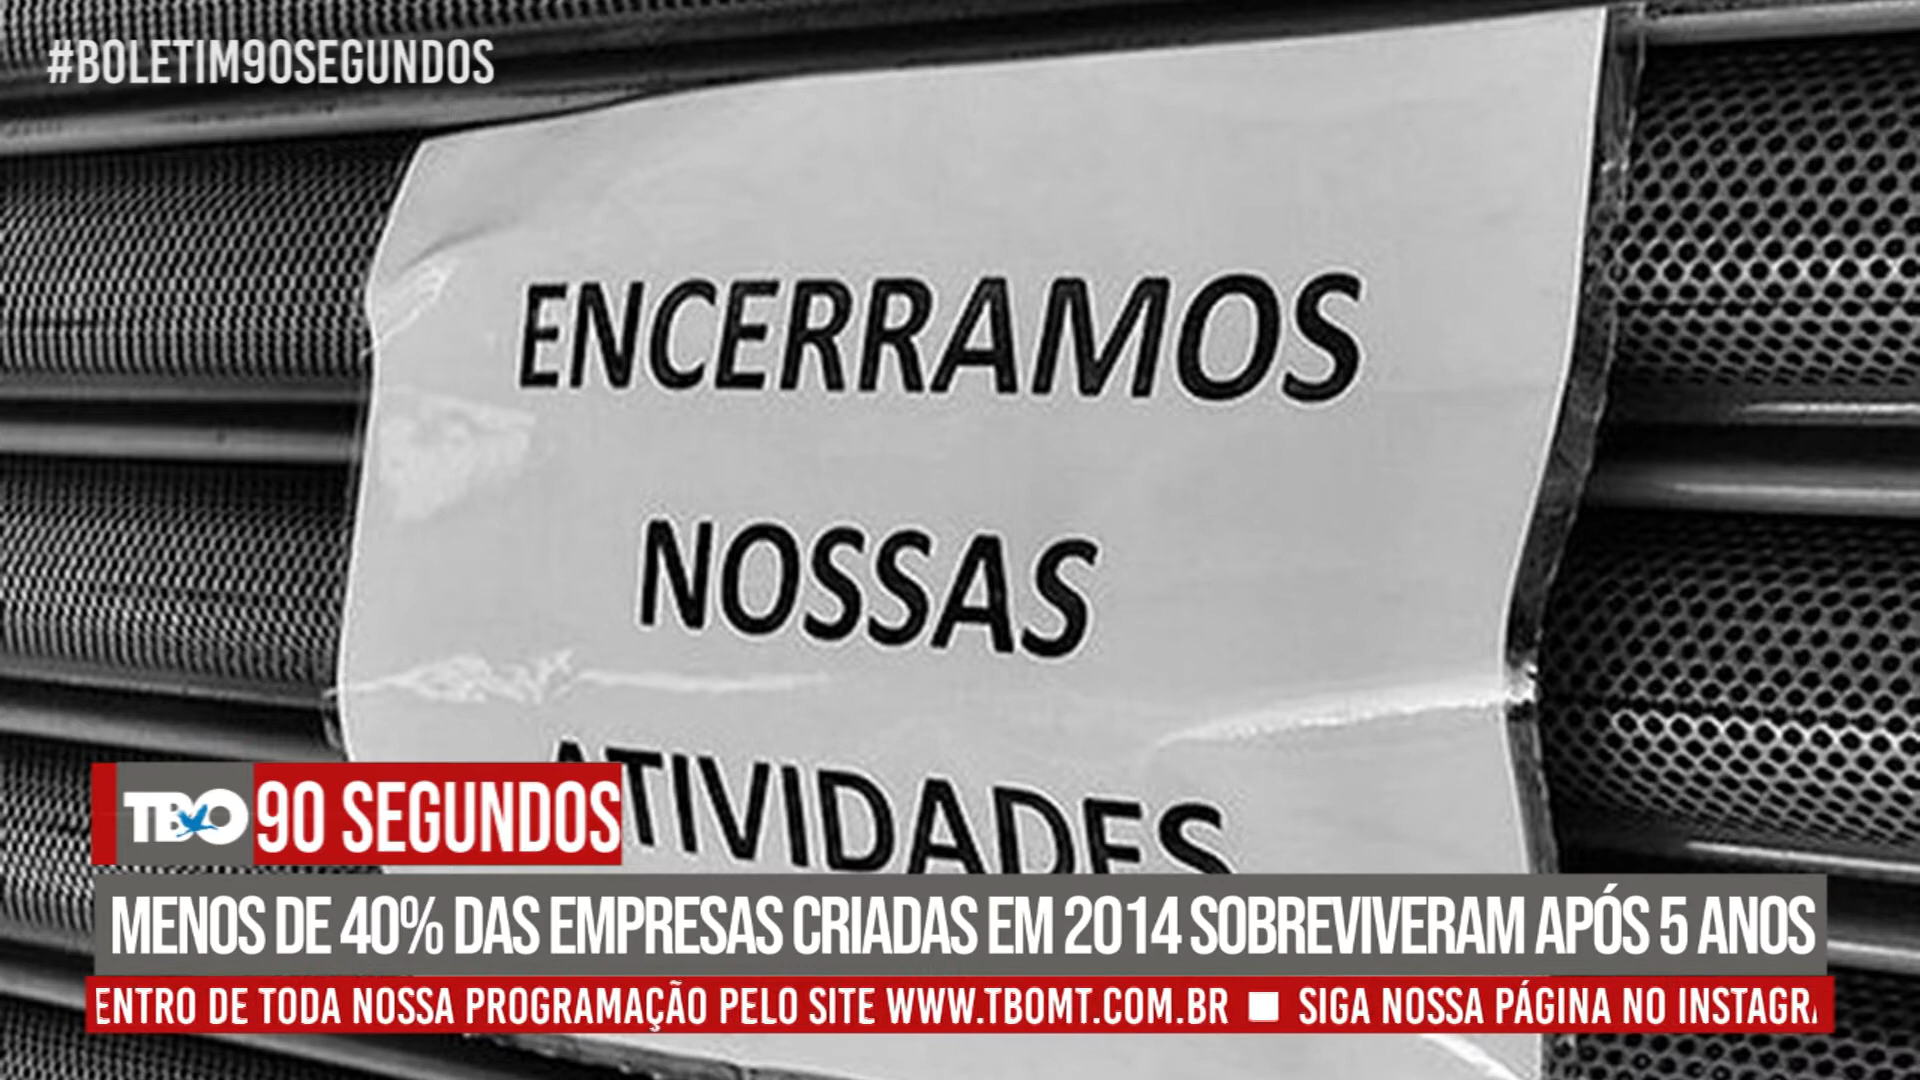 #BOLETIM90SEGUNDOS
ENCERRAMOS
NOSSAS
ATIVIDADES
TBO 90 SEGUNDOS
MENOS DE 40% DAS EMPRESAS CRIADAS EM 2014 SOBREVIVERAM APÓS 5 ANOS
ENTRO DE TODA NOSSA PROGRAMAÇÃO PELO SITE WWW.TBOMT.COM.BR ■ SIGA NOSSA PÁGINA NO INSTAGR